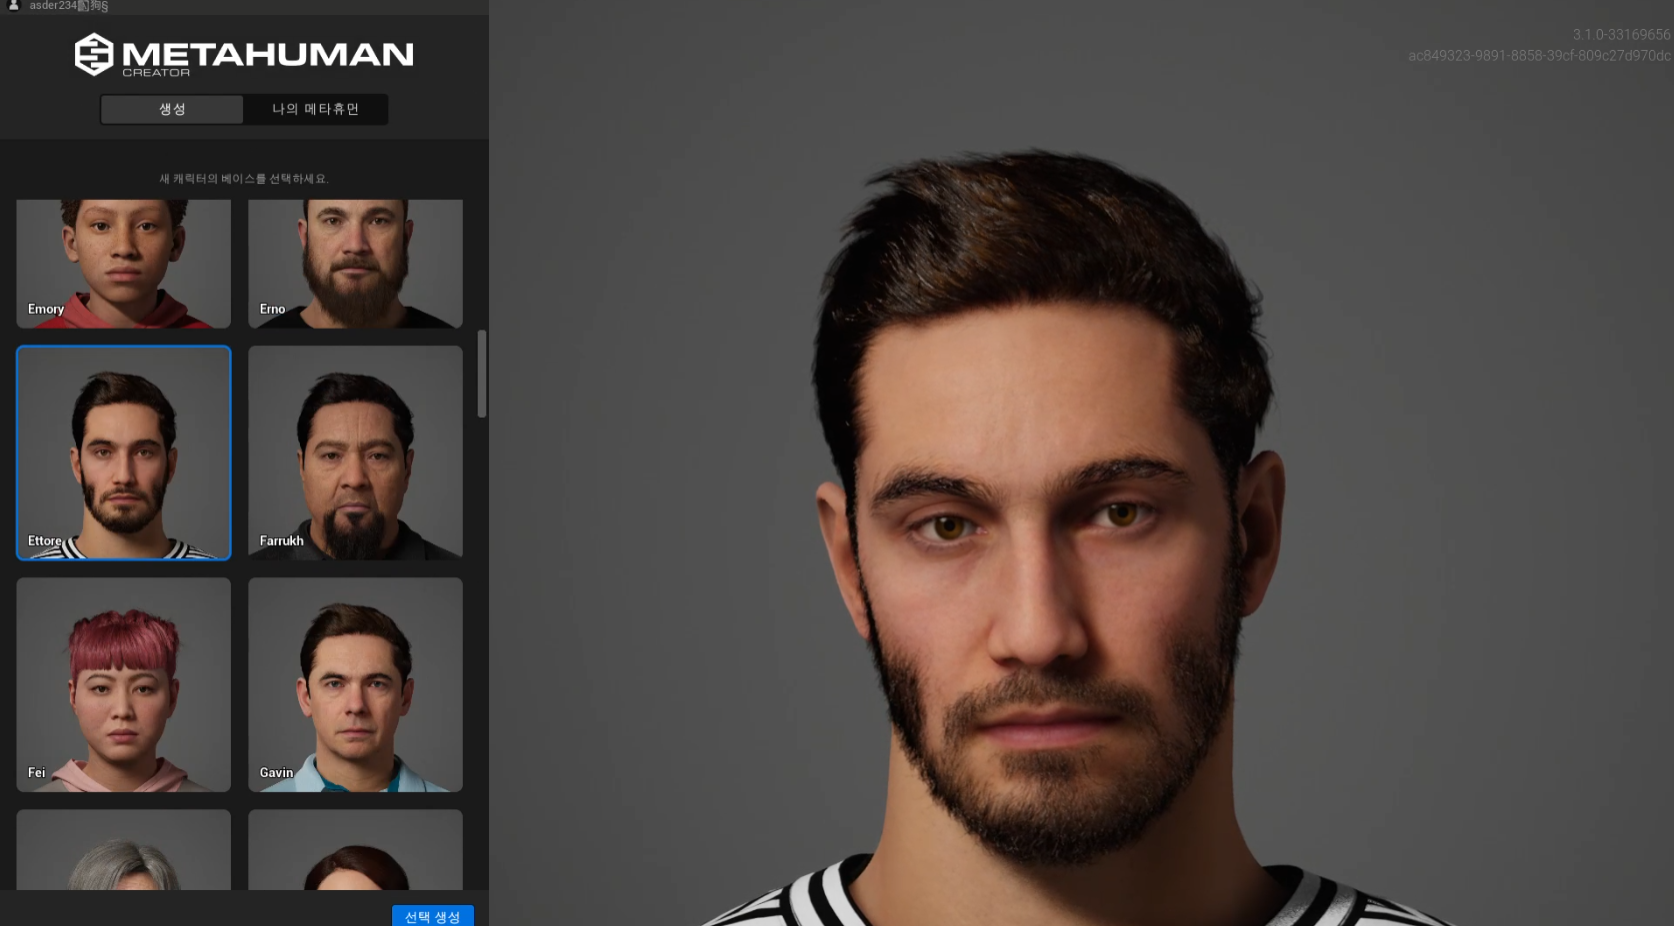 asder234
METAHUMAN
CREATOR
생성
나의 메타휴먼
새 캐릭터의 베이스를 선택하세요.
Emory
Erno
Ettore
Farrukh
Fei
Gavin
선택 생성
3.1.0-33169656
ac849323-9891-8858-39cf-809c27d970dc